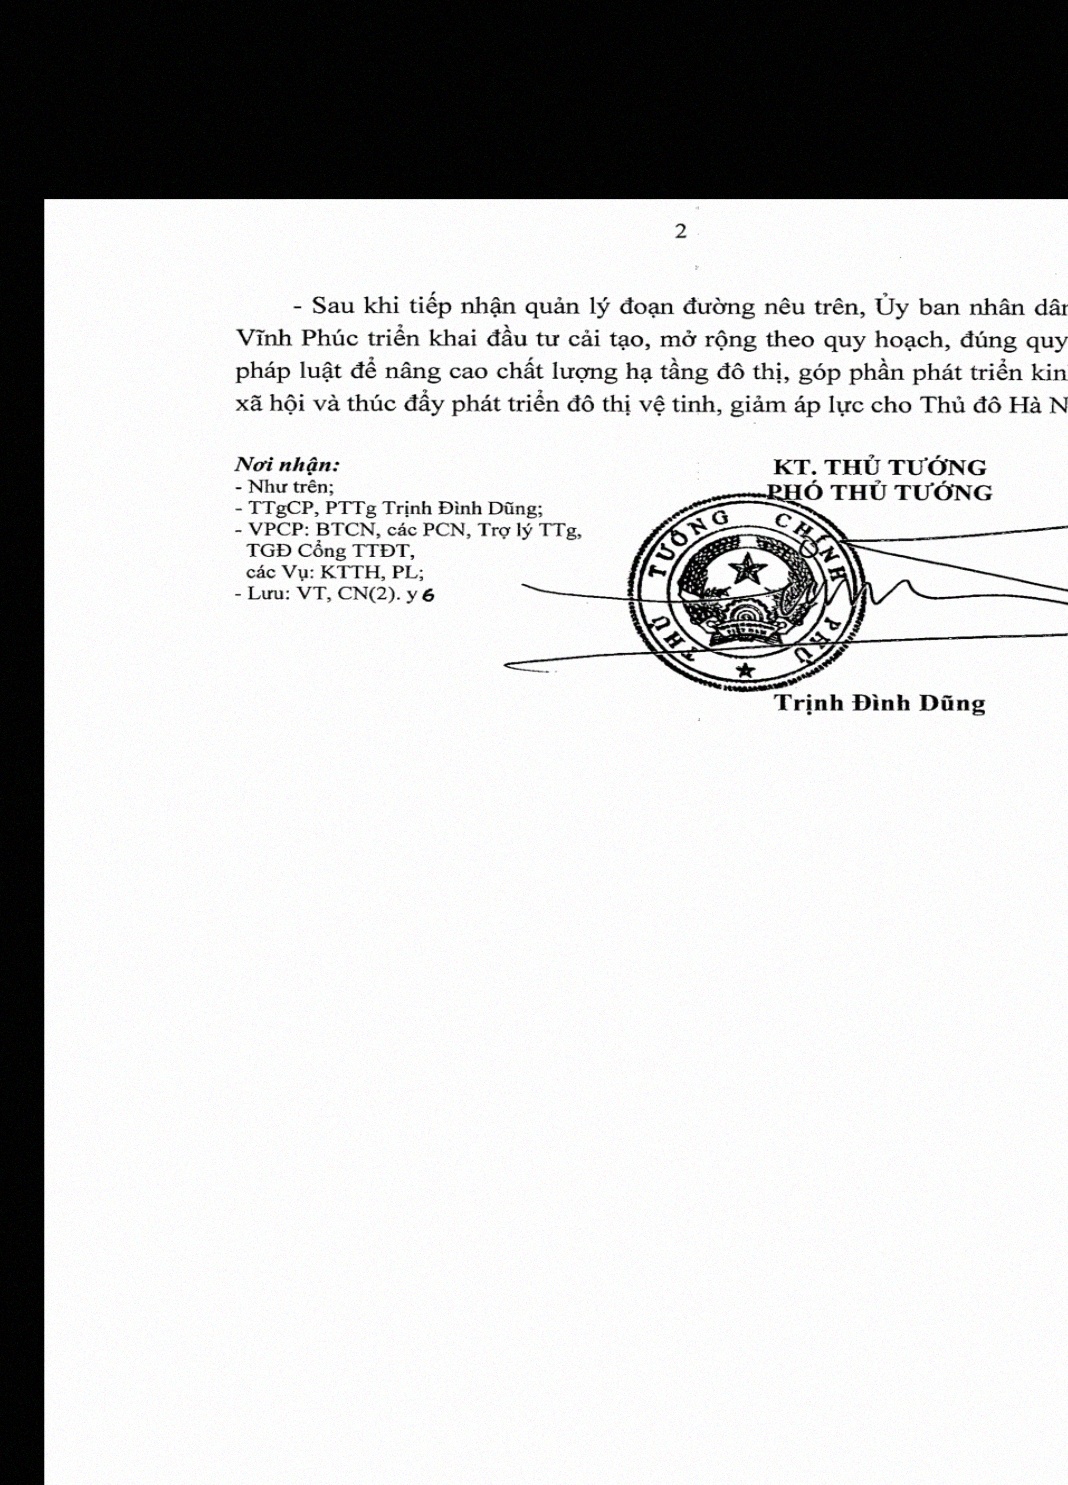 2
- Sau khi tiếp nhận quản lý đoạn đường nêu trên, Ủy ban nhân dân
Vĩnh Phúc triển khai đầu tư cải tạo, mở rộng theo quy hoạch, đúng quy
pháp luật để nâng cao chất lượng hạ tầng đô thị, góp phần phát triển kin
xã hội và thúc đẩy phát triển đô thị vệ tinh, giảm áp lực cho Thủ đô Hà N
Nơi nhận:
- Như trên;
- TTgCP, PTTg Trịnh Đình Dũng;
- VPCP: BTCN, các PCN, Trợ lý TTg,
TGĐ Cổng TTĐT,
các Vụ: KTTH, PL;
- Lưu: VT, CN(2). y 6
KT. THỦ TƯỚNG
PHÓ THỦ TƯỚNG
THỦ TƯỚNG CHÍNH PHỦ
VIỆT NAM
Trịnh Đình Dũng